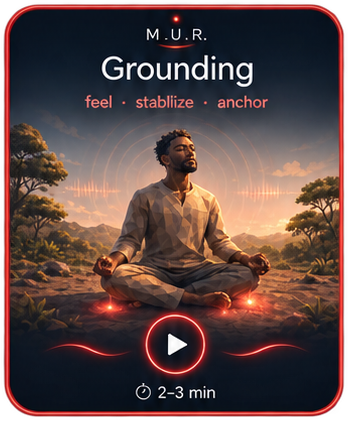 M.U.R.
Grounding
feel · stabllize · anchor
2–3 min